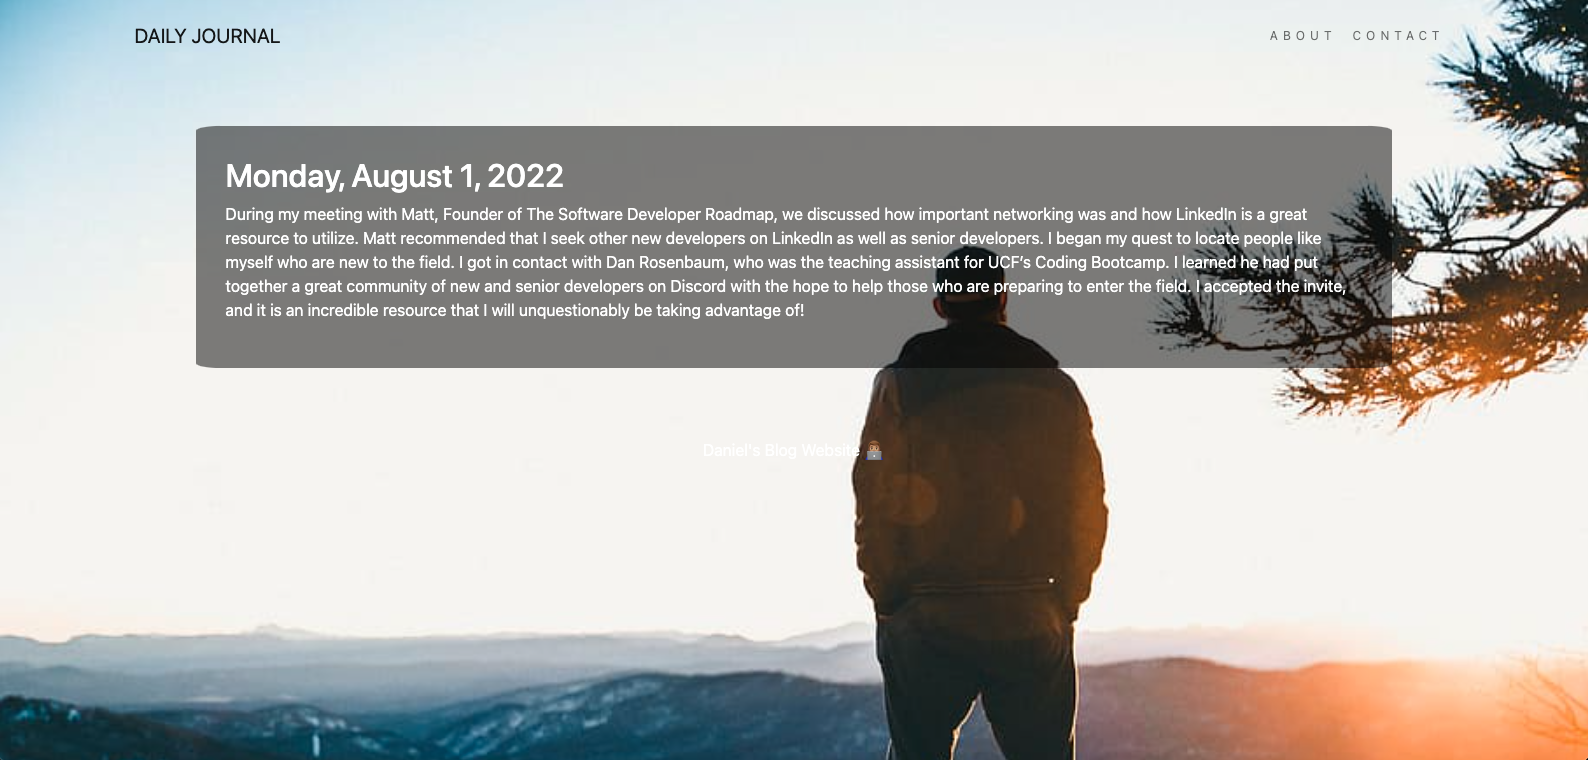 DAILY JOURNAL
ABOUT CONTACT
Monday, August 1, 2022
During my meeting with Matt, Founder of The Software Developer Roadmap, we discussed how important networking was and how LinkedIn is a great
resource to utilize. Matt recommended that I seek other new developers on LinkedIn as well as senior developers. I began my quest to locate people like
myself who are new to the field. I got in contact with Dan Rosenbaum, who was the teaching assistant for UCF’s Coding Bootcamp. I learned he had put
together a great community of new and senior developers on Discord with the hope to help those who are preparing to enter the field. I accepted the invite,
and it is an incredible resource that I will unquestionably be taking advantage of!
Daniel's Blog Website 👨🏽‍💻